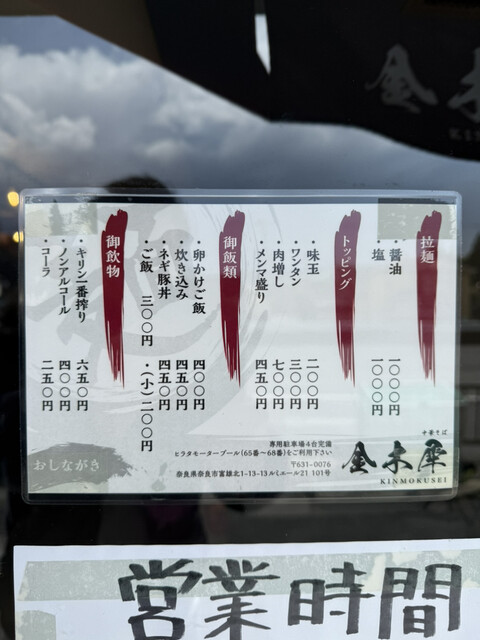 金木犀
KIN
拉麺
・醤油 一〇〇〇円
・塩 一〇〇〇円
トッピング
・味玉 二〇〇円
・ワンタン 三〇〇円
・肉増し 七〇〇円
・メンマ盛り 四五〇円
御飯類
・卵かけご飯 四〇〇円
・炊き込み 四五〇円
・ネギ豚丼 四五〇円
・ご飯 三〇〇円 ・(小)二〇〇円
御飲物
・キリン一番搾り 六五〇円
・ノンアルコール 四〇〇円
・コーラ 二五〇円
おしながき
専用駐車場4台完備
ヒラタモータープール(65番〜68番)をご利用下さい
〒631-0076
奈良県奈良市富雄北1-13-13ルミエール21 101号
中華そば
金木犀
KINMOKUSEI
営業時間